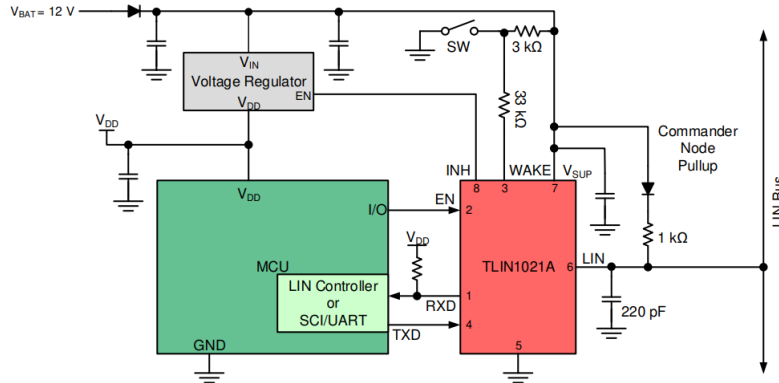 VBAT = 12 V
SW
3 kΩ
VIN
Voltage Regulator
EN
VDD
33 kΩ
VDD
Commander
Node
Pullup
INH
WAKE
VSUP
8
3
7
VDD
I/O
EN
2
VDD
1 kΩ
LIN Bus
MCU
TLIN1021A
LIN
6
LIN Controller
or
SCI/UART
1
RXD
4
TXD
220 pF
GND
5